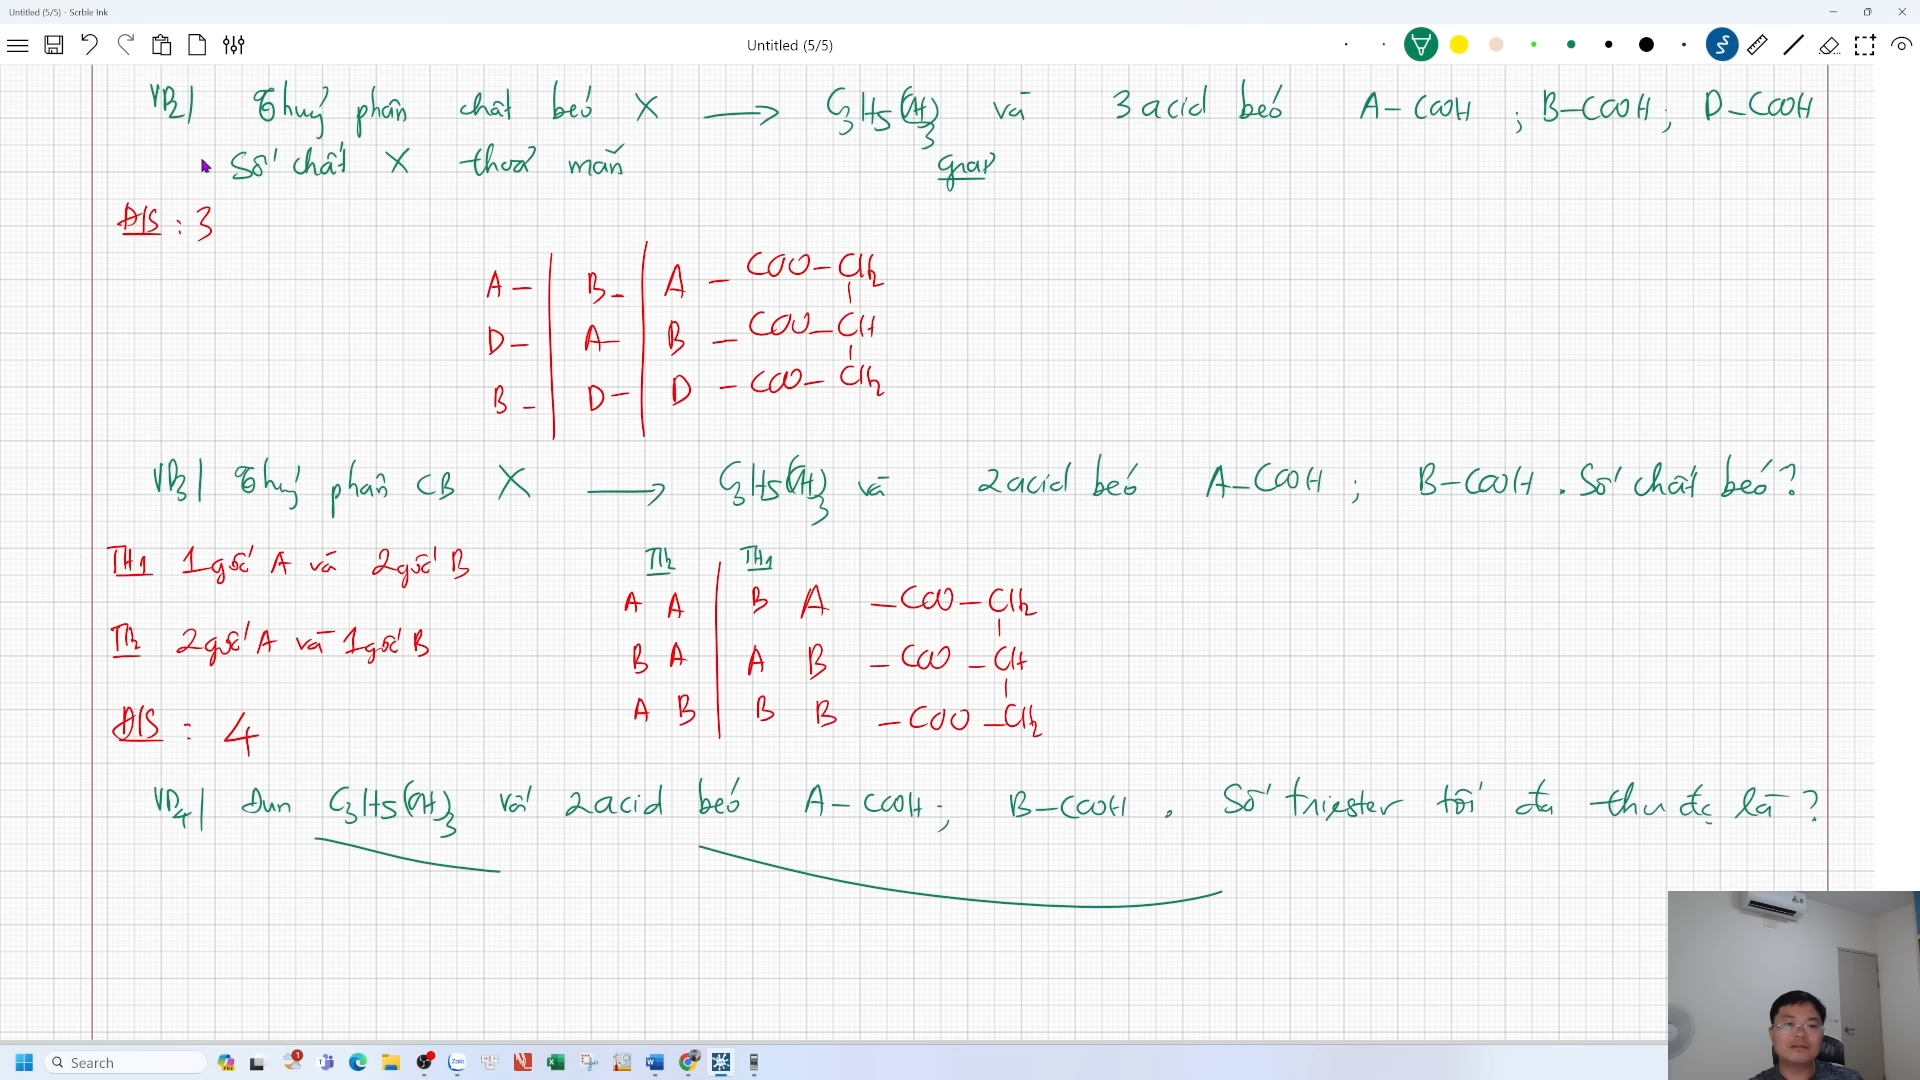 Untitled (5/5) - Scrble Ink
Untitled (5/5)
VD2| Thuỷ phân chất béo X ⟶ C3H5(OH)3 và 3 acid béo A-COOH ; B-COOH ; D-COOH
Số chất X thoả mãn
ĐS : 3
A - | B - | A - COO - CH2
D - | A - | B - COO - CH
B - | D - | D - COO - CH2
VD3| Thuỷ phân CB X ⟶ C3H5(OH)3 và 2 acid béo A-COOH ; B-COOH . Số chất béo ?
TH1 1 gốc A và 2 gốc B
TH2 TH1
A A | B A - COO - CH2
TH2 2 gốc A và 1 gốc B
B A | A B - COO - CH
A B | B B - COO - CH2
ĐS : 4
VD4| Đun C3H5(OH)3 với 2 acid béo A-COOH ; B-COOH . Số triester tối đa thu đc là ?
Search